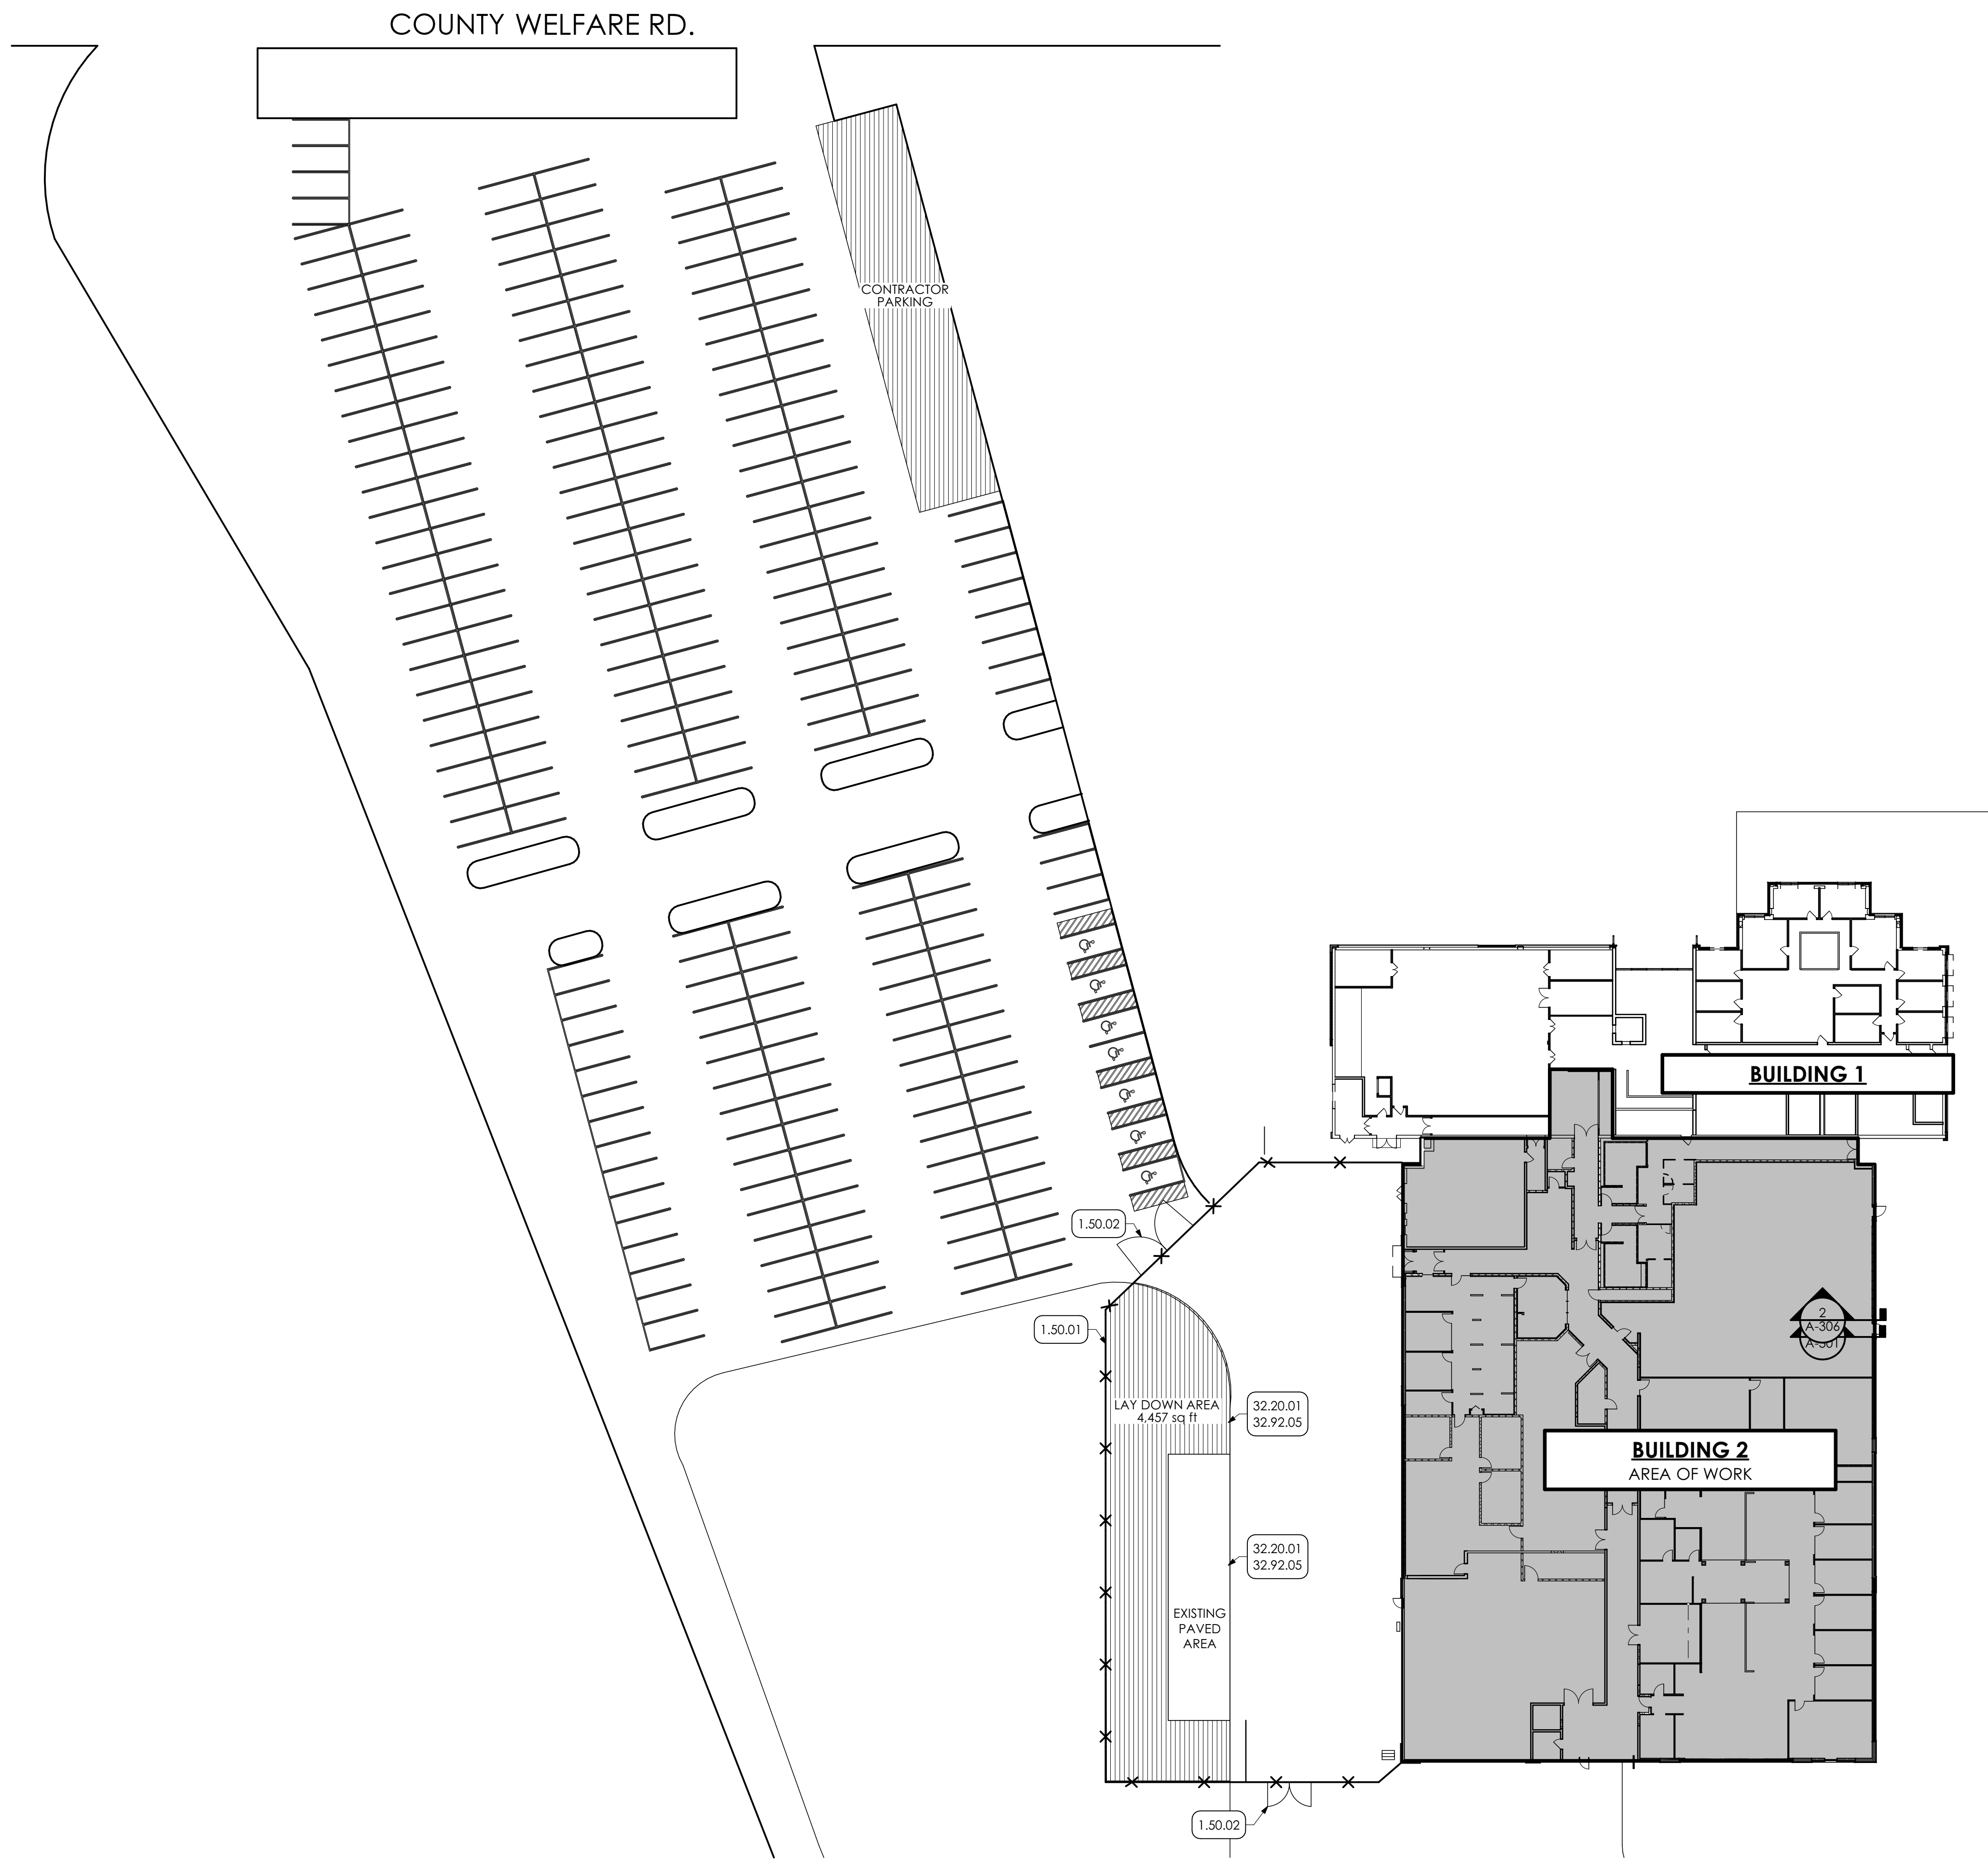 COUNTY WELFARE RD.
CONTRACTOR
PARKING
BUILDING 1
1.50.02
1.50.01
2
A-306
A-301
LAY DOWN AREA
4,457 sq ft
32.20.01
32.92.05
BUILDING 2
AREA OF WORK
32.20.01
32.92.05
EXISTING
PAVED
AREA
1.50.02